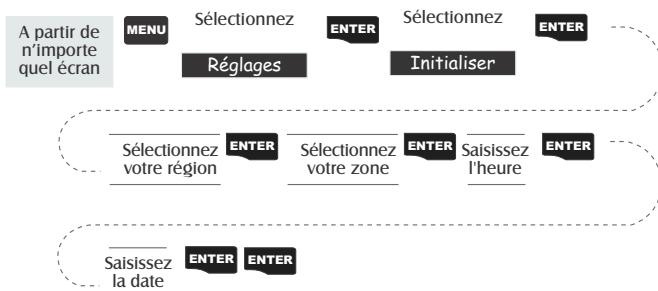 A partir de
n'importe
quel écran
MENU
Sélectionnez
Réglages
ENTER
Sélectionnez
Initialiser
ENTER
Sélectionnez
votre région
ENTER
Sélectionnez
votre zone
ENTER
Saisissez
l'heure
ENTER
Saisissez
la date
ENTER
ENTER